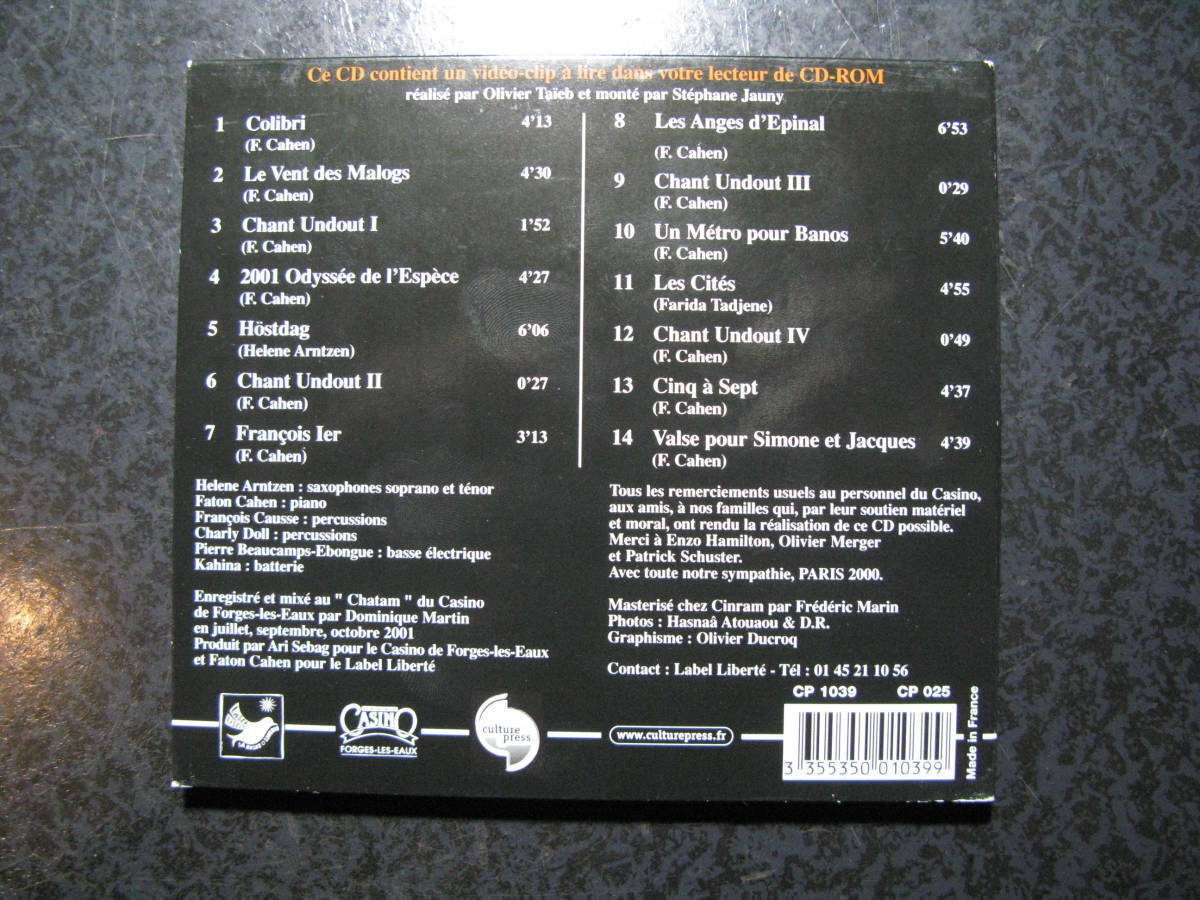 Ce CD contient un vidéo-clip à lire dans votre lecteur de CD-ROM
réalisé par Olivier Taïeb et monté par Stéphane Jauny
1 Colibri 4'13
(F. Cahen)
2 Le Vent des Malogs 4'30
(F. Cahen)
3 Chant Undout I 1'52
(F. Cahen)
4 2001 Odyssée de l'Espèce 4'27
(F. Cahen)
5 Höstdag 6'06
(Helene Arntzen)
6 Chant Undout II 0'27
(F. Cahen)
7 François Ier 3'13
(F. Cahen)
8 Les Anges d'Epinal 6'53
(F. Cahen)
9 Chant Undout III 0'29
(F. Cahen)
10 Un Métro pour Banos 5'40
(F. Cahen)
11 Les Cités 4'55
(Farida Tadjene)
12 Chant Undout IV 0'49
(F. Cahen)
13 Cinq à Sept 4'37
(F. Cahen)
14 Valse pour Simone et Jacques 4'39
(F. Cahen)
Helene Arntzen : saxophones soprano et ténor
Faton Cahen : piano
François Causse : percussions
Charly Doll : percussions
Pierre Beaucamps-Ebongue : basse électrique
Kahina : batterie
Enregistré et mixé au " Chatam " du Casino
de Forges-les-Eaux par Dominique Martin
en juillet, septembre, octobre 2001
Produit par Ari Sebag pour le Casino de Forges-les-Eaux
et Faton Cahen pour le Label Liberté
Tous les remerciements usuels au personnel du Casino,
aux amis, à nos familles qui, par leur soutien matériel
et moral, ont rendu la réalisation de ce CD possible.
Merci à Enzo Hamilton, Olivier Merger
et Patrick Schuster.
Avec toute notre sympathie, PARIS 2000.
Masterisé chez Cinram par Frédéric Marin
Photos : Hasnaâ Atouaou & D.R.
Graphisme : Olivier Ducroq
Contact : Label Liberté - Tél : 01 45 21 10 56
CP 1039 CP 025
CASINO
FORGES-LES-EAUX
culture
press
www.culturepress.fr
3 355350 010399
Made in France